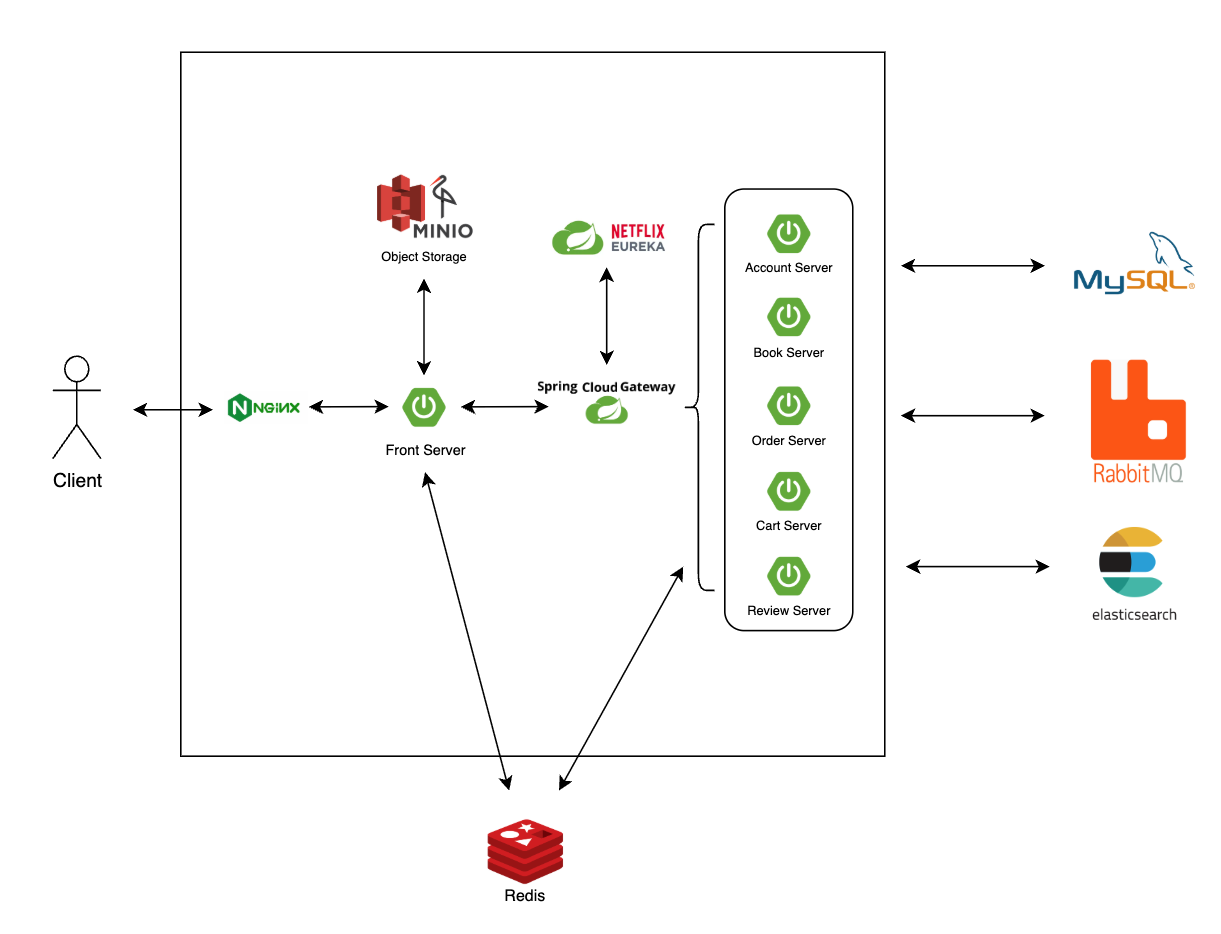 MINIO
Object Storage
NETFLIX
EUREKA
Account Server
MySQL®
Book Server
Client
NGINX
Front Server
Spring Cloud Gateway
Order Server
RabbitMQ
Cart Server
Review Server
elasticsearch
Redis